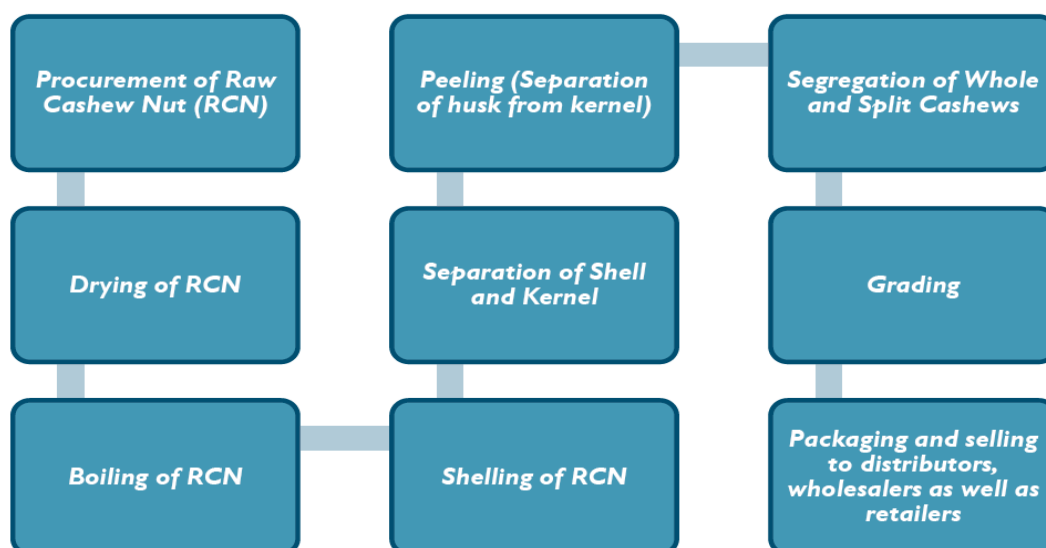 Procurement of Raw
Cashew Nut (RCN)
Drying of RCN
Boiling of RCN
Shelling of RCN
Separation of Shell
and Kernel
Peeling (Separation
of husk from kernel)
Segregation of Whole
and Split Cashews
Grading
Packaging and selling
to distributors,
wholesalers as well as
retailers